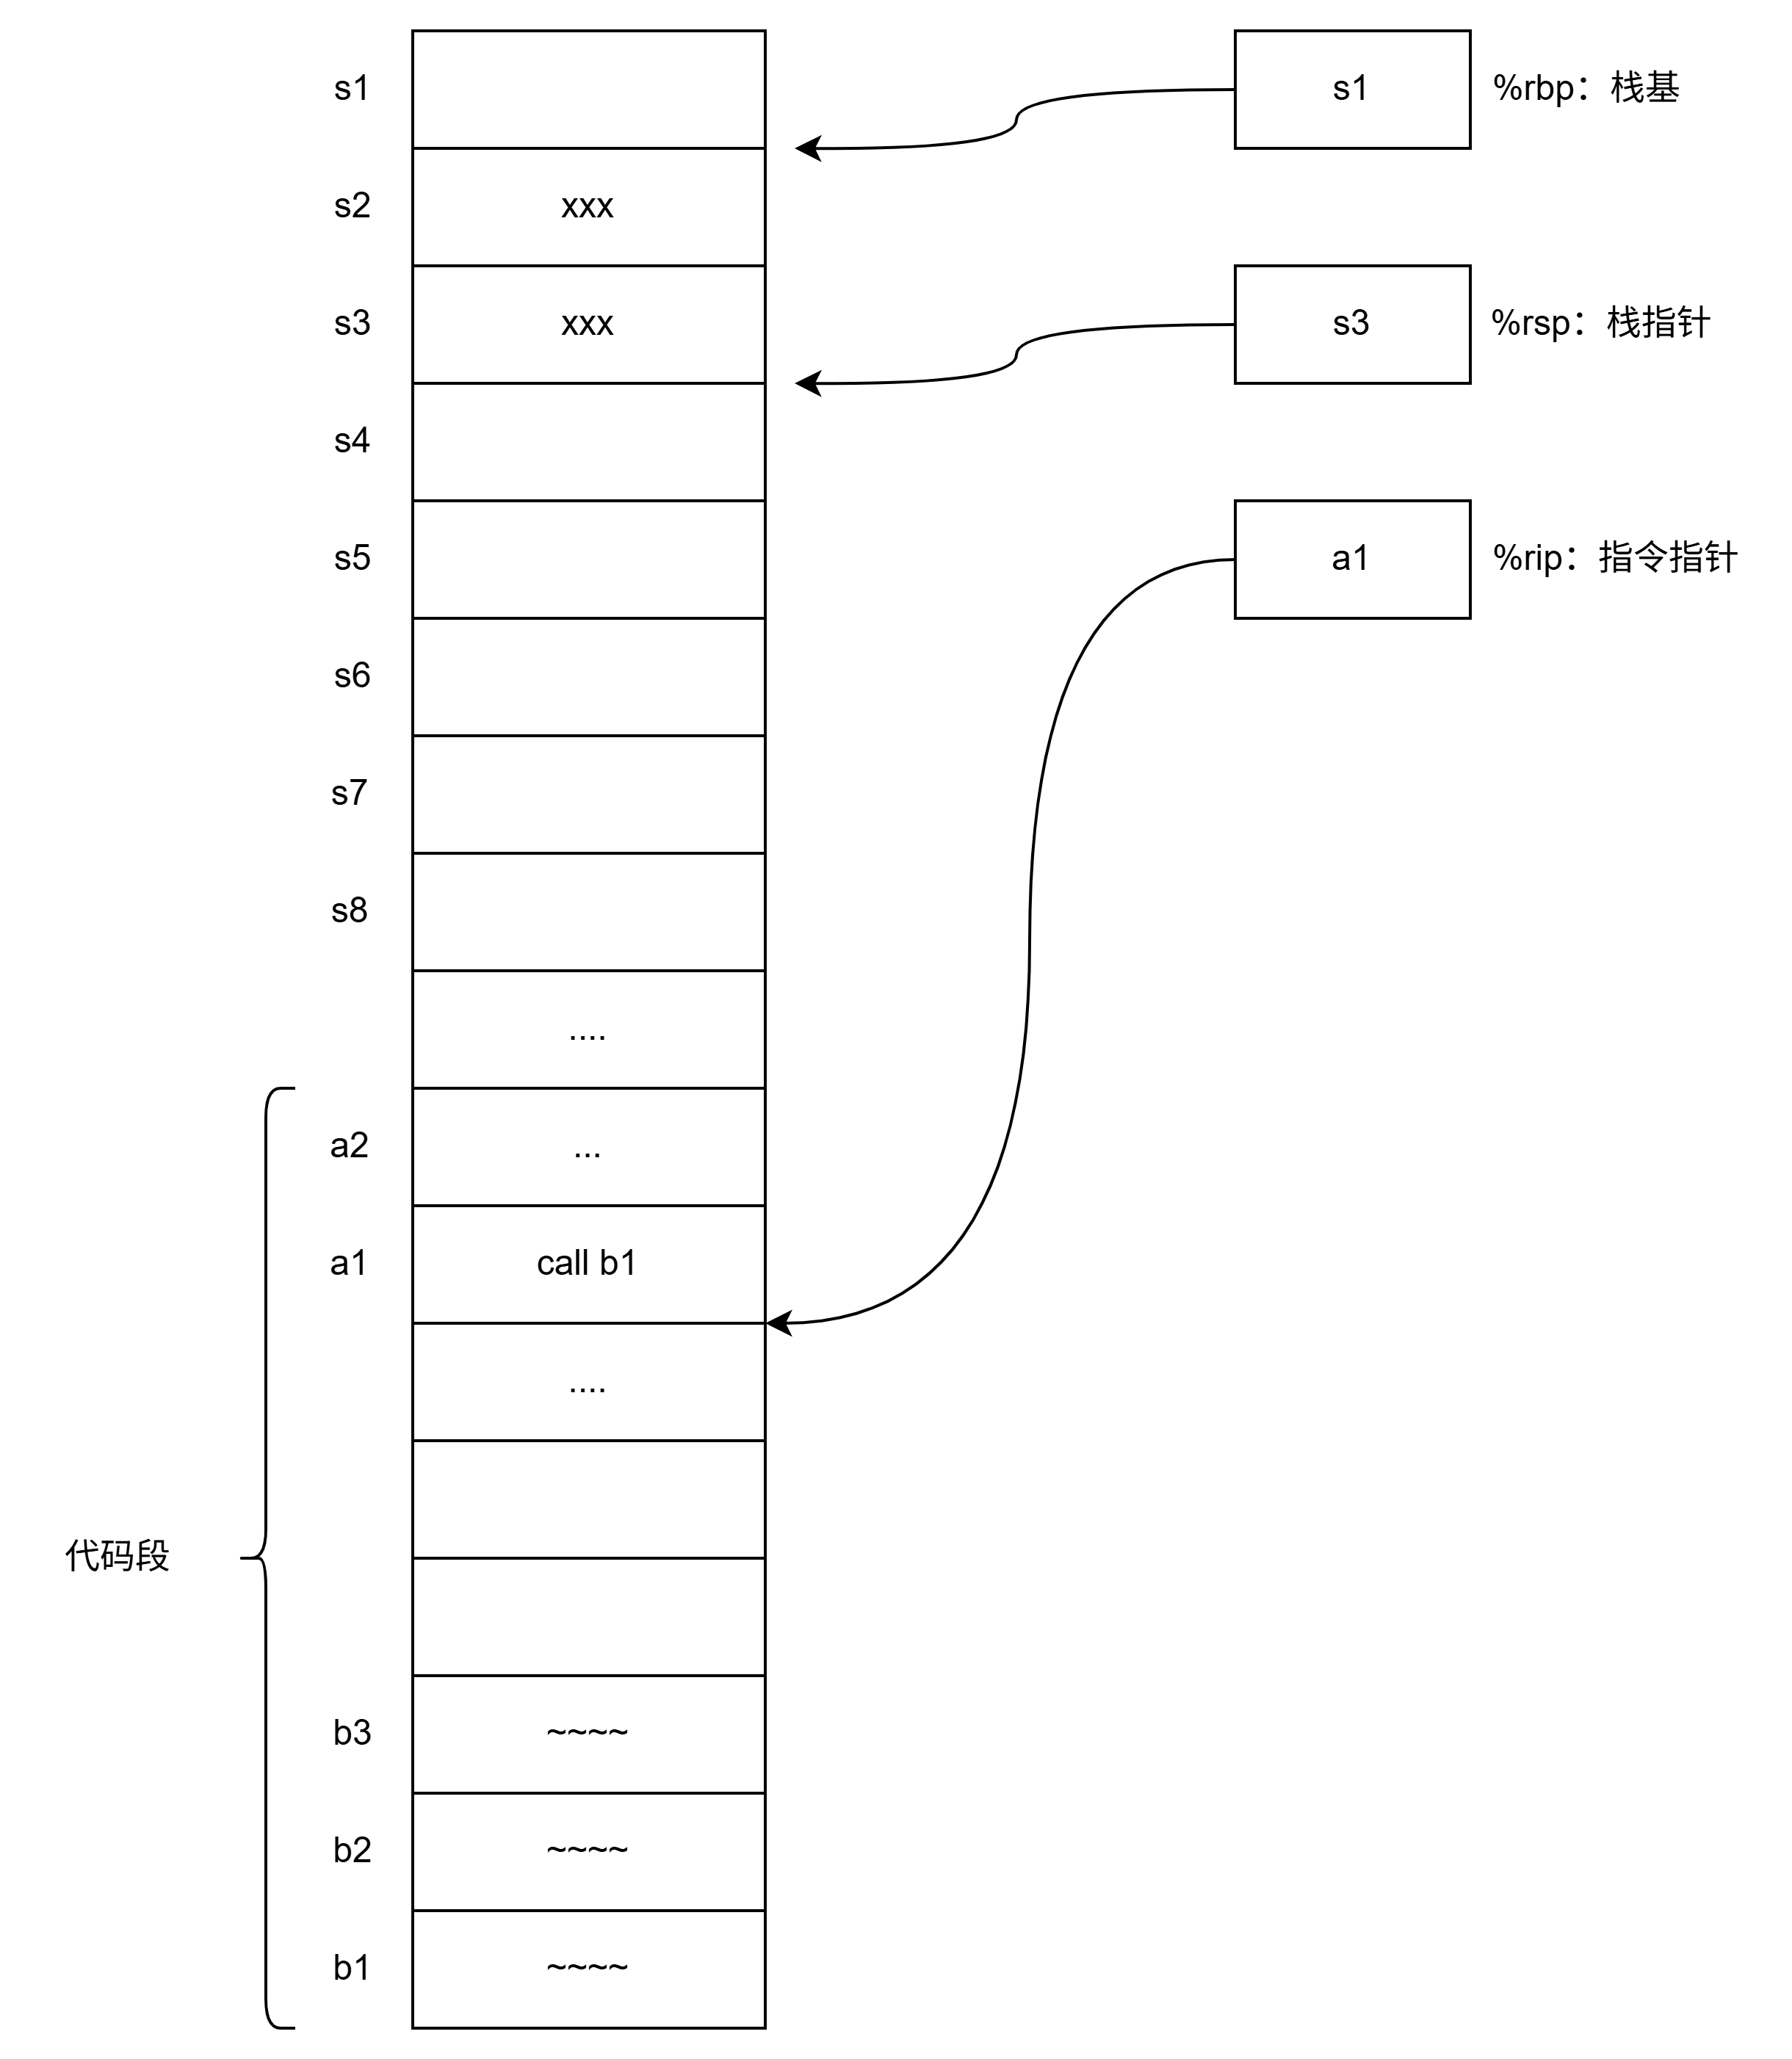 s1
s1
%rbp：栈基
s2
xxx
s3
xxx
s3
%rsp：栈指针
s4
s5
a1
%rip：指令指针
s6
s7
s8
....
a2
...
a1
call b1
....
代码段
b3
~~~~
b2
~~~~
b1
~~~~